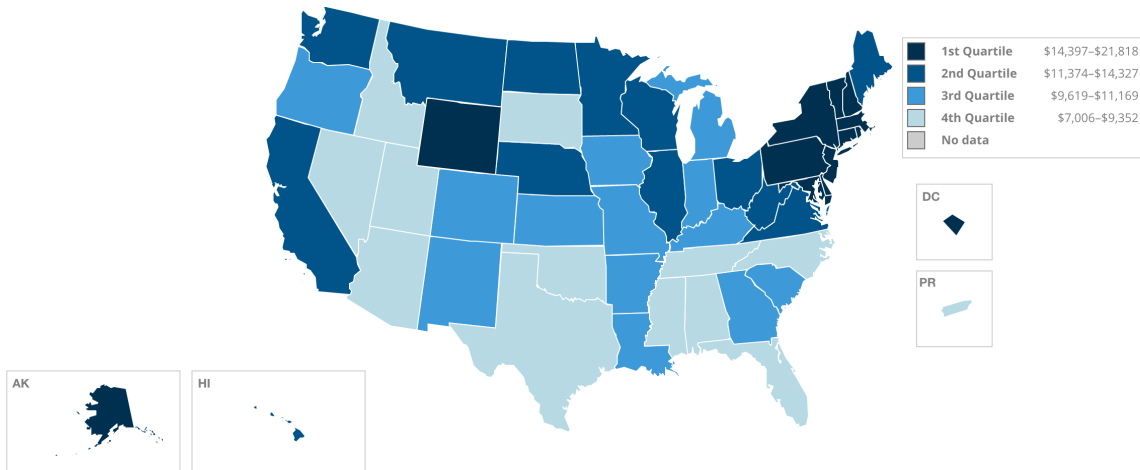 1st Quartile $14,397–$21,818
2nd Quartile $11,374–$14,327
3rd Quartile $9,619–$11,169
4th Quartile $7,006–$9,352
No data
DC
PR
AK
HI